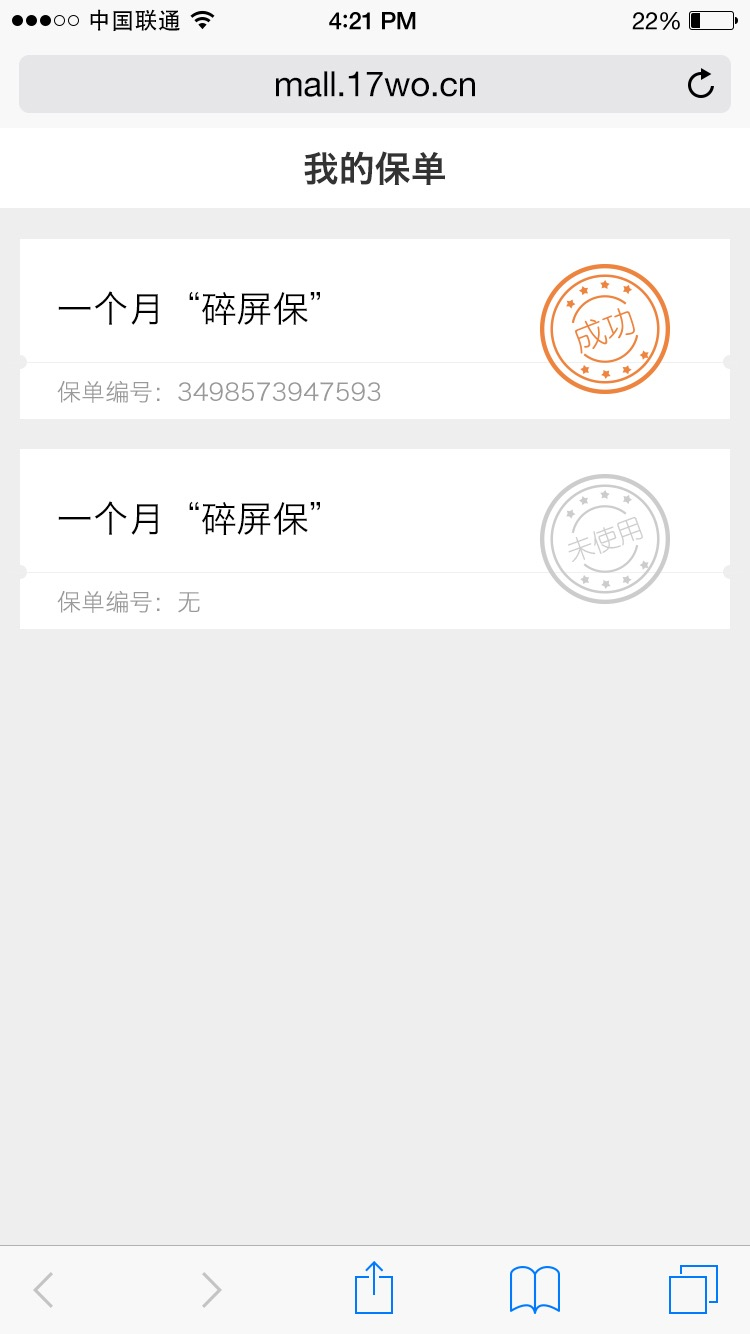 中国联通
4:21 PM
22%
mall.17wo.cn
我的保单
一个月“碎屏保”
成功
保单编号：3498573947593
一个月“碎屏保”
未使用
保单编号：无